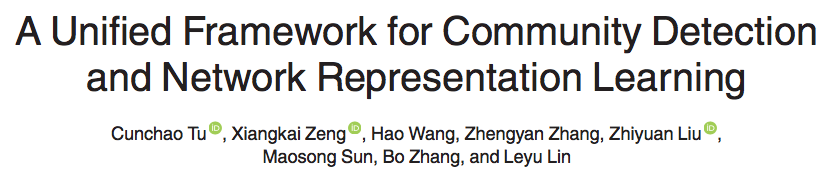 A Unified Framework for Community Detection
and Network Representation Learning
Cunchao Tu, Xiangkai Zeng, Hao Wang, Zhengyan Zhang, Zhiyuan Liu,
Maosong Sun, Bo Zhang, and Leyu Lin